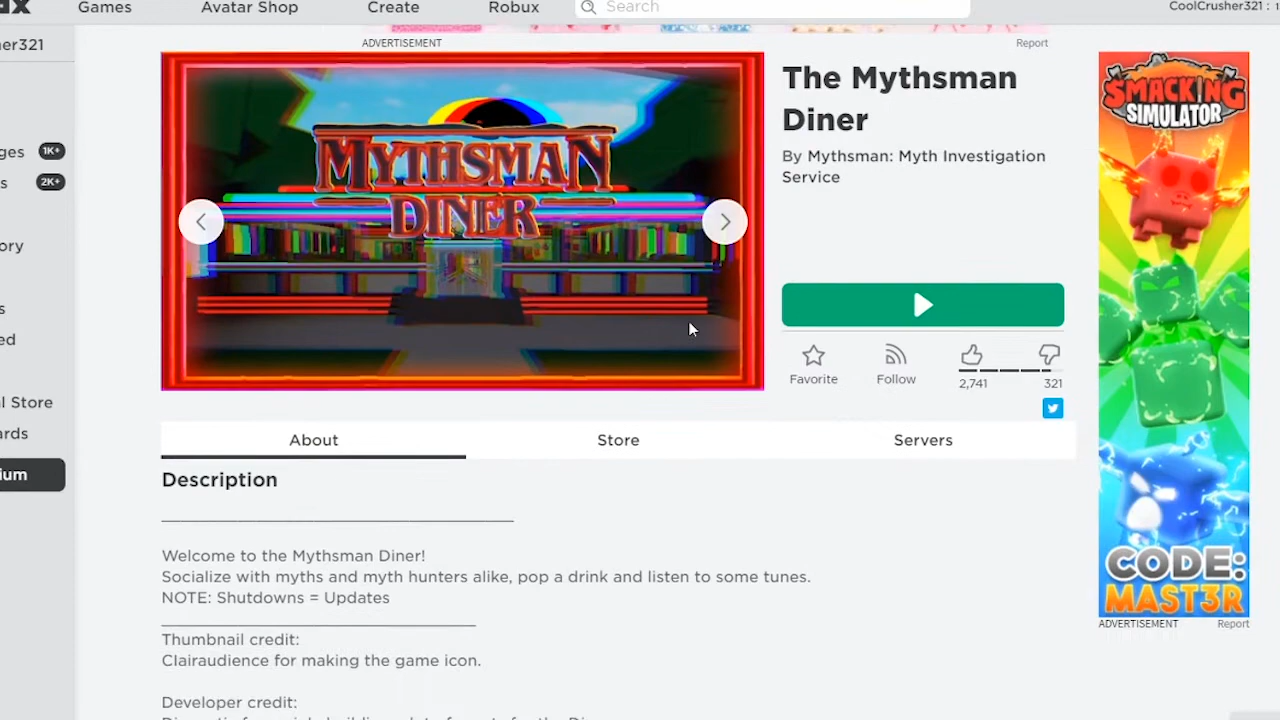 Games
Avatar Shop
Create
Robux
Search
CoolCrusher321 :
er321
ADVERTISEMENT
Report
MYTHSMAN
DINER
The Mythsman
Diner
By Mythsman: Myth Investigation
Service
SMACKING
SIMULATOR
ges 1K+
s 2K+
ory
s
ed
l Store
ards
ium
Favorite
Follow
2,741
321
About
Store
Servers
Description
Welcome to the Mythsman Diner!
Socialize with myths and myth hunters alike, pop a drink and listen to some tunes.
NOTE: Shutdowns = Updates
Thumbnail credit:
Clairaudience for making the game icon.
Developer credit:
CODE:
MAST3R
ADVERTISEMENT
Report